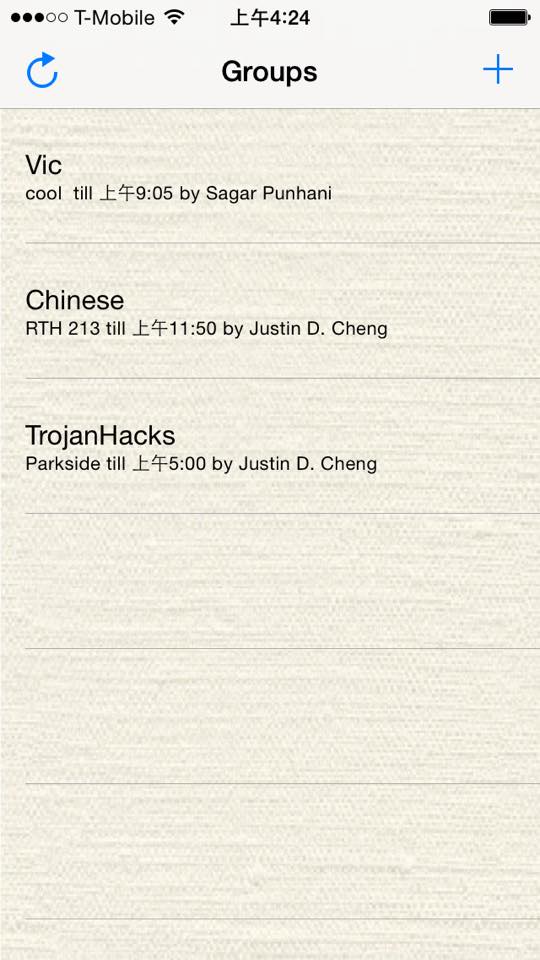 T-Mobile 上午4:24
Groups
Vic
cool  till 上午9:05 by Sagar Punhani
Chinese
RTH 213 till 上午11:50 by Justin D. Cheng
TrojanHacks
Parkside till 上午5:00 by Justin D. Cheng